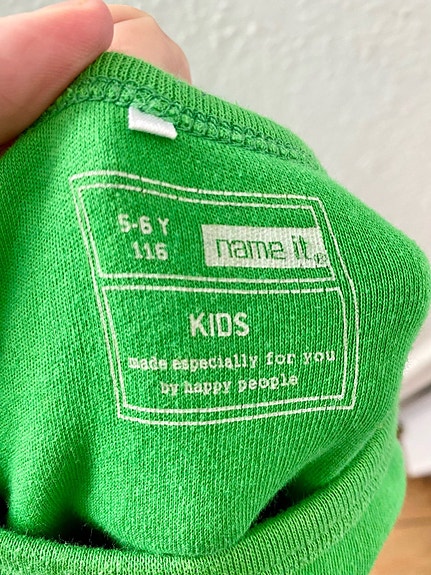 5-6 Y
116
name it®
KIDS
made especially for you
by happy people